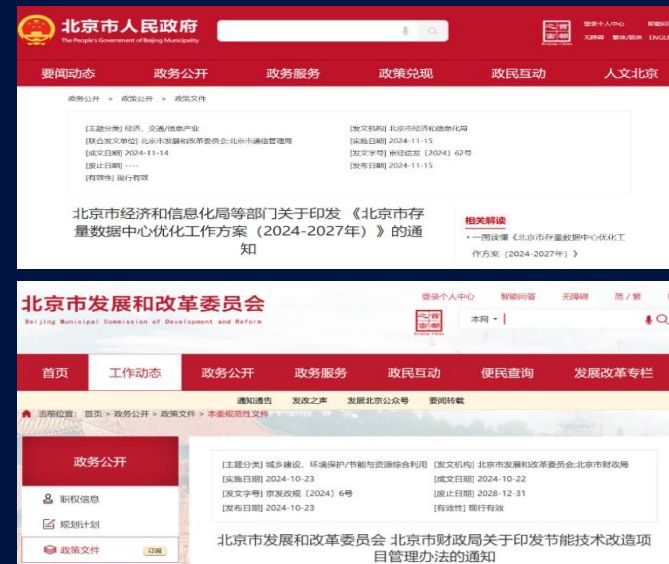 北京市人民政府
The People's Government of Beijing Municipality
首都之窗
登录个人中心
无障碍 繁体/简体
要闻动态 政务公开 政务服务 政策兑现 政民互动 人文北京
政务公开 > 政策公开 > 政策文件
[主题分类] 经济、交通/信息产业 [发文机构] 北京市经济和信息化局
[联合发文单位] 北京市发展和改革委员会;北京市通信管理局 [实施日期] 2024-11-15
[成文日期] 2024-11-14 [发文字号] 京经信发〔2024〕62号
[废止日期] ---- [发布日期] 2024-11-15
[有效性] 现行有效
北京市经济和信息化局等部门关于印发 《北京市存
量数据中心优化工作方案（2024-2027年）》的通
知
相关解读
·一图读懂《北京市存量数据中心优化工
作方案（2024-2027年）》
北京市发展和改革委员会
Beijing Municipal Commission of Development and Reform
登录个人中心 智能问答 无障碍 简/繁
首都之窗
本网
首页 工作动态 政务公开 政务服务 政民互动 便民查询 发展改革专栏
通知通告 发改之声 发展北京公众号 要闻转载
当前位置：首页 > 政务公开 > 政策文件 > 本委规范性文件
政务公开
职权信息
规划计划
政策文件 订阅
[主题分类] 城乡建设、环境保护/节能与资源综合利用 [发文机构] 北京市发展和改革委员会;北京市财政局
[实施日期] 2024-10-23 [成文日期] 2024-10-22
[发文字号] 京发改规〔2024〕6号 [废止日期] 2028-12-31
[发布日期] 2024-10-23 [有效性] 现行有效
北京市发展和改革委员会 北京市财政局关于印发节能技术改造项
目管理办法的通知